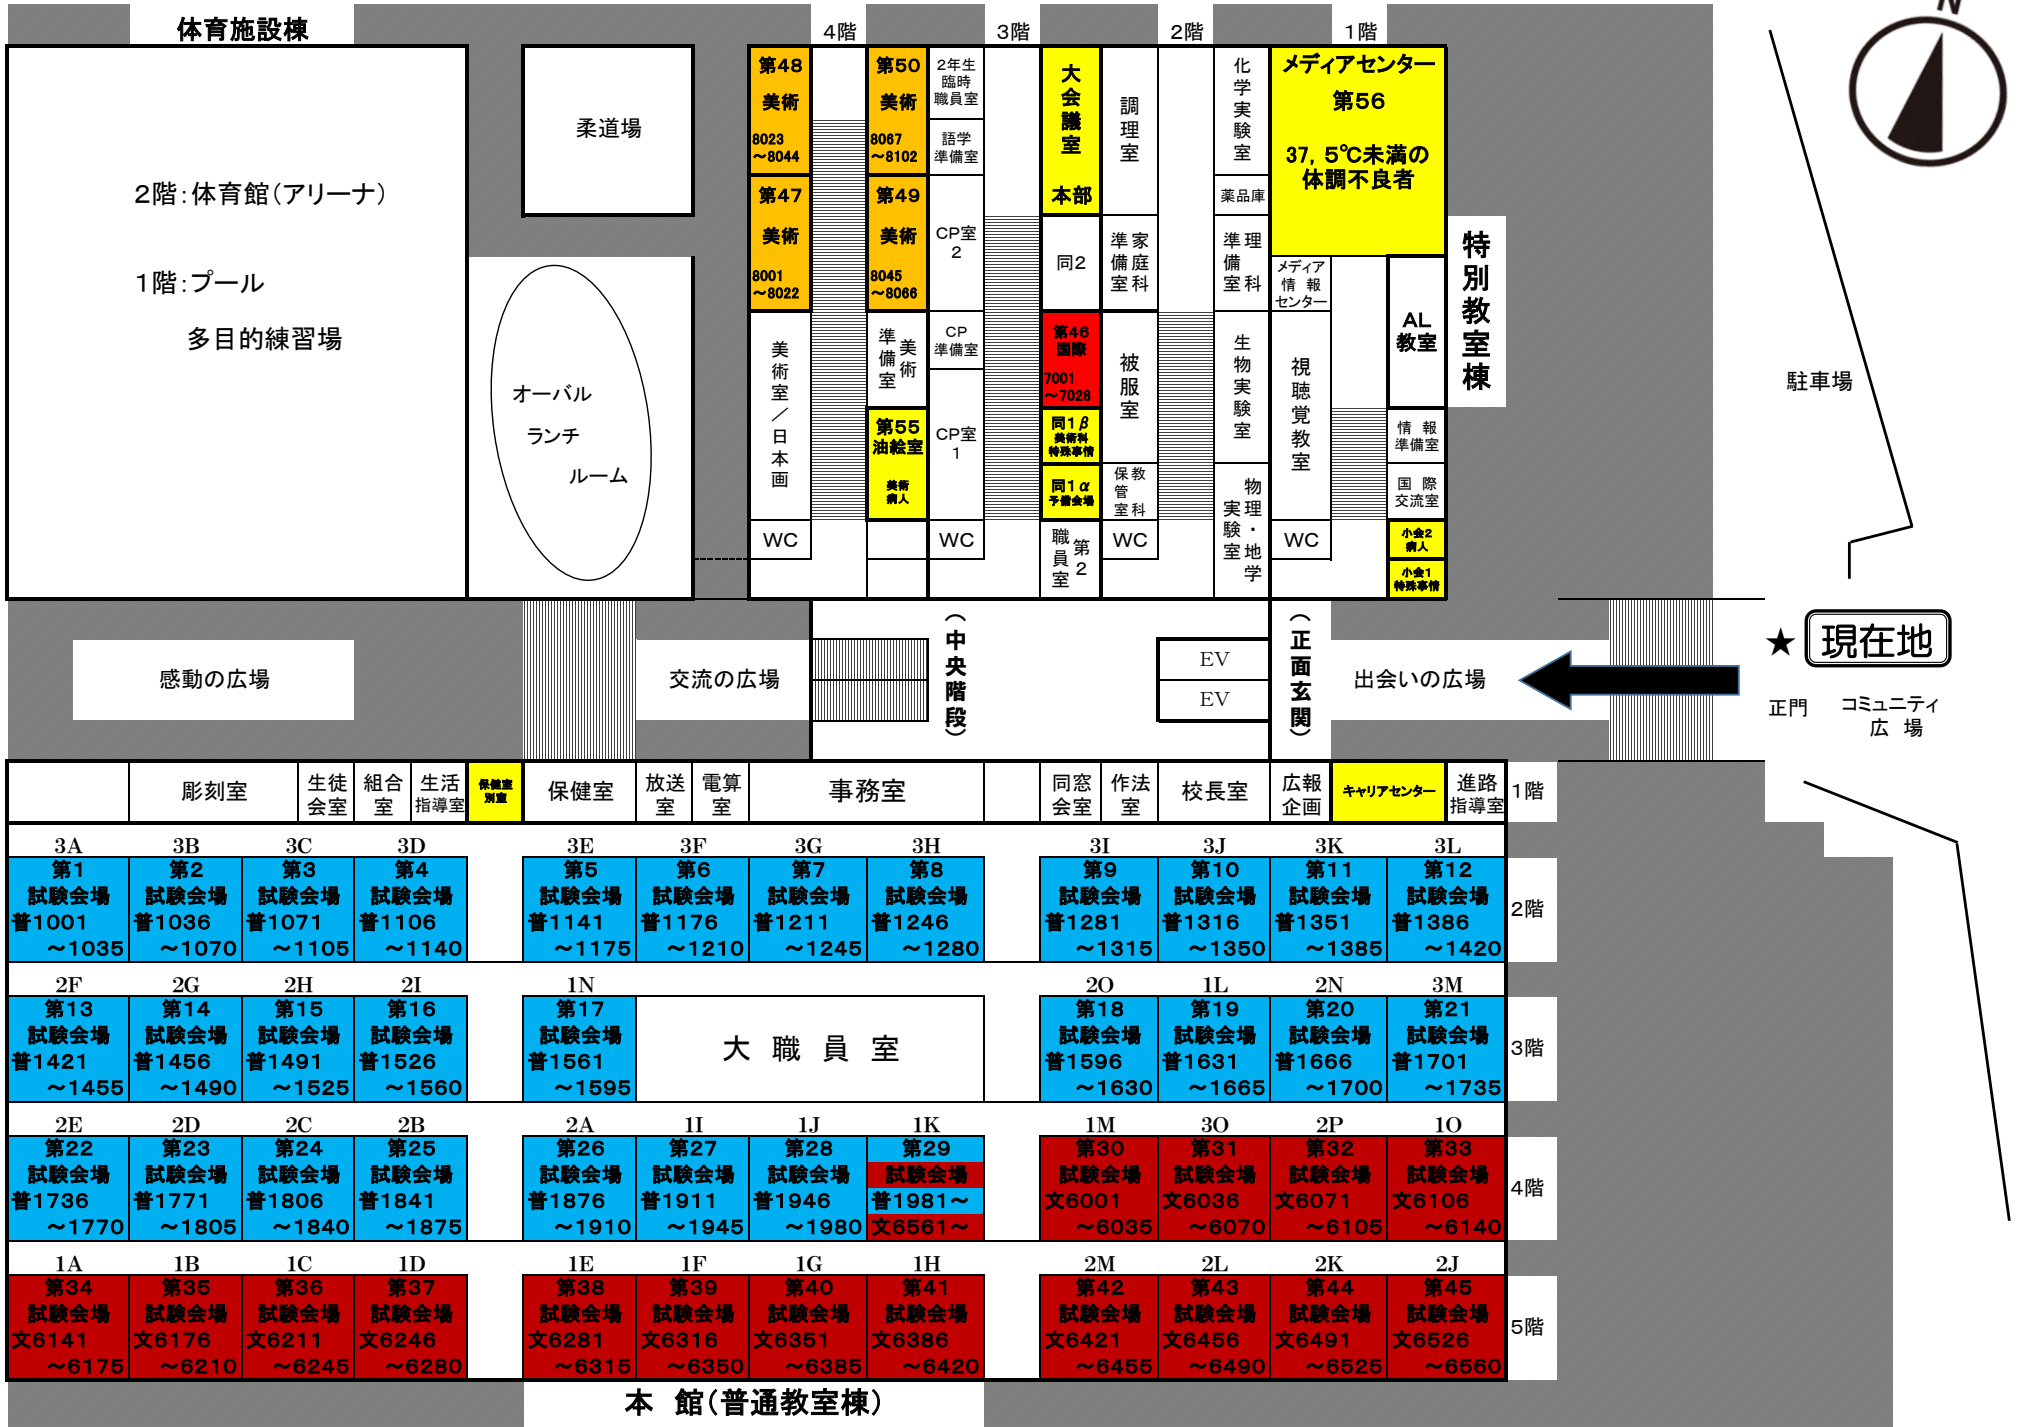 体育施設棟
4階
3階
2階
1階
N
2階：体育館（アリーナ）
1階：プール
多目的練習場
柔道場
オーバル
ランチ
ルーム
第48
美術
8023
～8044
第47
美術
8001
～8022
美術室／日本画
WC
第50
美術
8067
～8102
第49
美術
8045
～8066
美術
準備室
第55
油絵室
美術
病人
2年生
臨時
職員室
語学
準備室
CP室
2
CP
準備室
CP室
1
WC
大会議室
本部
同2
第46
国際
7001
～7028
同1β
美術科
特殊事情
同1α
予備会場
第2
職員室
調理室
家庭科
準備室
被服室
教科
保管室
WC
化学実験室
薬品庫
理科
準備室
生物実験室
物理・地学
実験室
メディアセンター
第56
37，5℃未満の
体調不良者
メディア
情報
センター
視聴覚教室
WC
AL
教室
情報
準備室
国際
交流室
小会2
病人
小会1
特殊事情
特別教室棟
駐車場
感動の広場
交流の広場
（中央階段）
EV
EV
（正面玄関）
出会いの広場
★ 現在地
正門
コミュニティ
広場
彫刻室
生徒
会室
組合
室
生活
指導室
保健室
別室
保健室
放送
室
電算
室
事務室
同窓
会室
作法
室
校長室
広報
企画
キャリアセンター
進路
指導室
1階
3A 3B 3C 3D 3E 3F 3G 3H 3I 3J 3K 3L
第1 第2 第3 第4 第5 第6 第7 第8 第9 第10 第11 第12
試験会場 試験会場 試験会場 試験会場 試験会場 試験会場 試験会場 試験会場 試験会場 試験会場 試験会場 試験会場
普1001 普1036 普1071 普1106 普1141 普1176 普1211 普1246 普1281 普1316 普1351 普1386
～1035 ～1070 ～1105 ～1140 ～1175 ～1210 ～1245 ～1280 ～1315 ～1350 ～1385 ～1420
2階
2F 2G 2H 2I 1N 2O 1L 2N 3M
第13 第14 第15 第16 第17 第18 第19 第20 第21
試験会場 試験会場 試験会場 試験会場 試験会場 試験会場 試験会場 試験会場 試験会場
普1421 普1456 普1491 普1526 普1561 普1596 普1631 普1666 普1701
～1455 ～1490 ～1525 ～1560 ～1595 ～1630 ～1665 ～1700 ～1735
大職員室
3階
2E 2D 2C 2B 2A 1I 1J 1K 1M 3O 2P 1O
第22 第23 第24 第25 第26 第27 第28 第29 第30 第31 第32 第33
試験会場 試験会場 試験会場 試験会場 試験会場 試験会場 試験会場 試験会場 試験会場 試験会場 試験会場 試験会場
普1736 普1771 普1806 普1841 普1876 普1911 普1946 普1981～ 文6001 文6036 文6071 文6106
～1770 ～1805 ～1840 ～1875 ～1910 ～1945 ～1980 文6561～ ～6035 ～6070 ～6105 ～6140
4階
1A 1B 1C 1D 1E 1F 1G 1H 2M 2L 2K 2J
第34 第35 第36 第37 第38 第39 第40 第41 第42 第43 第44 第45
試験会場 試験会場 試験会場 試験会場 試験会場 試験会場 試験会場 試験会場 試験会場 試験会場 試験会場 試験会場
文6141 文6176 文6211 文6246 文6281 文6316 文6351 文6386 文6421 文6456 文6491 文6526
～6175 ～6210 ～6245 ～6280 ～6315 ～6350 ～6385 ～6420 ～6455 ～6490 ～6525 ～6560
5階
本 館（普通教室棟）